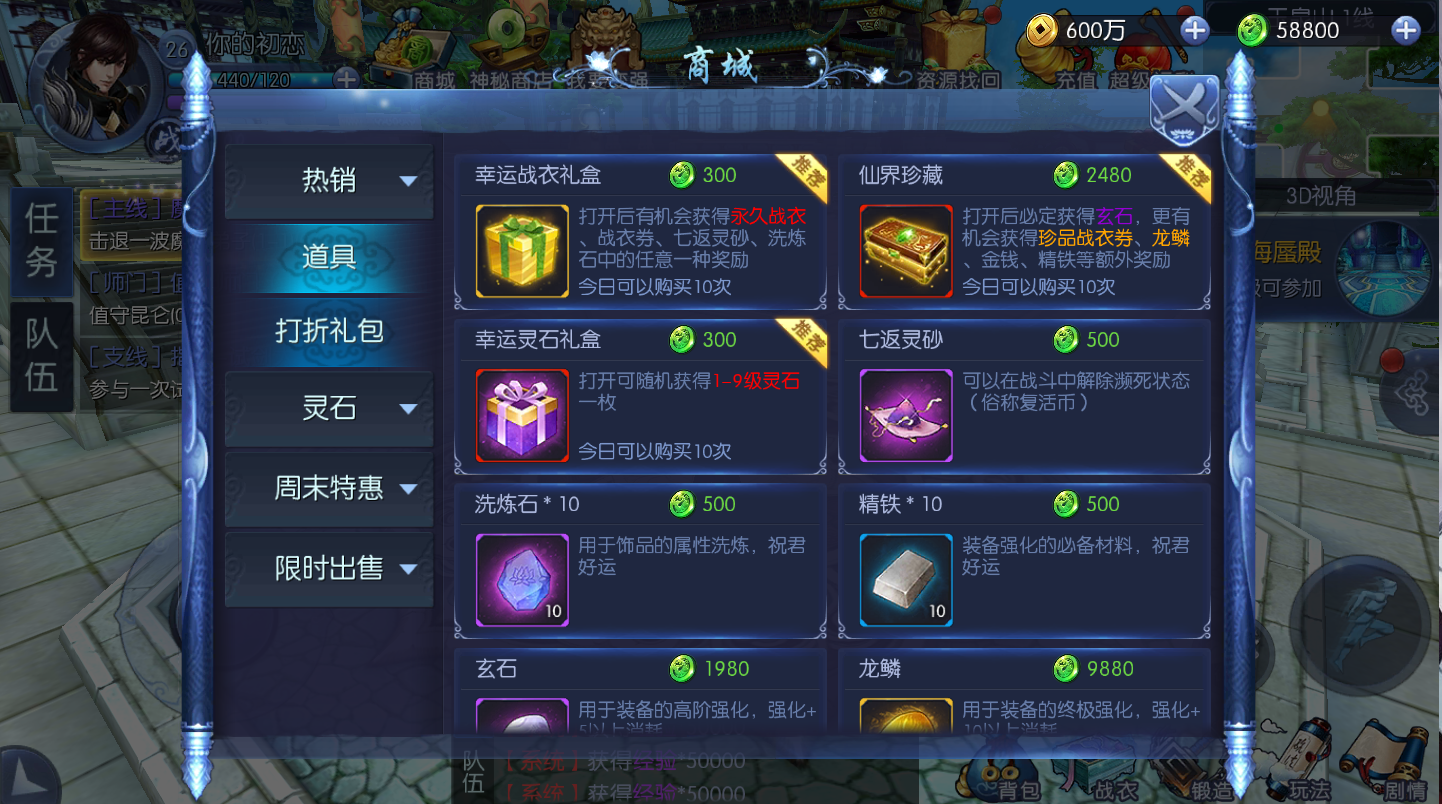 26
你的初恋
440/120
商城
神秘商店
我要变强
资源找回
充值
600万
58800
商城
3D视角
任务
队伍
[主线]
击退一波
[师门]
值守昆仑
[支线]
参与一次
可参加
热销
道具
打折礼包
灵石
周末特惠
限时出售
幸运战衣礼盒
300
推荐
打开后有机会获得永久战衣
、战衣券、七返灵砂、洗炼
石中的任意一种奖励
今日可以购买10次
仙界珍藏
2480
推荐
打开后必定获得玄石，更有
机会获得珍品战衣券、龙鳞
、金钱、精铁等额外奖励
今日可以购买10次
幸运灵石礼盒
300
推荐
打开可随机获得1-9级灵石
一枚
今日可以购买10次
七返灵砂
500
可以在战斗中解除濒死状态
（俗称复活币）
洗炼石 * 10
500
用于饰品的属性洗炼，祝君
好运
10
精铁 * 10
500
装备强化的必备材料，祝君
好运
10
玄石
1980
用于装备的高阶强化，强化+
龙鳞
9880
用于装备的终极强化，强化+
队伍
【系统】获得经验*50000
【系统】获得经验*50000
背包
战衣
锻造
玩法
剧情